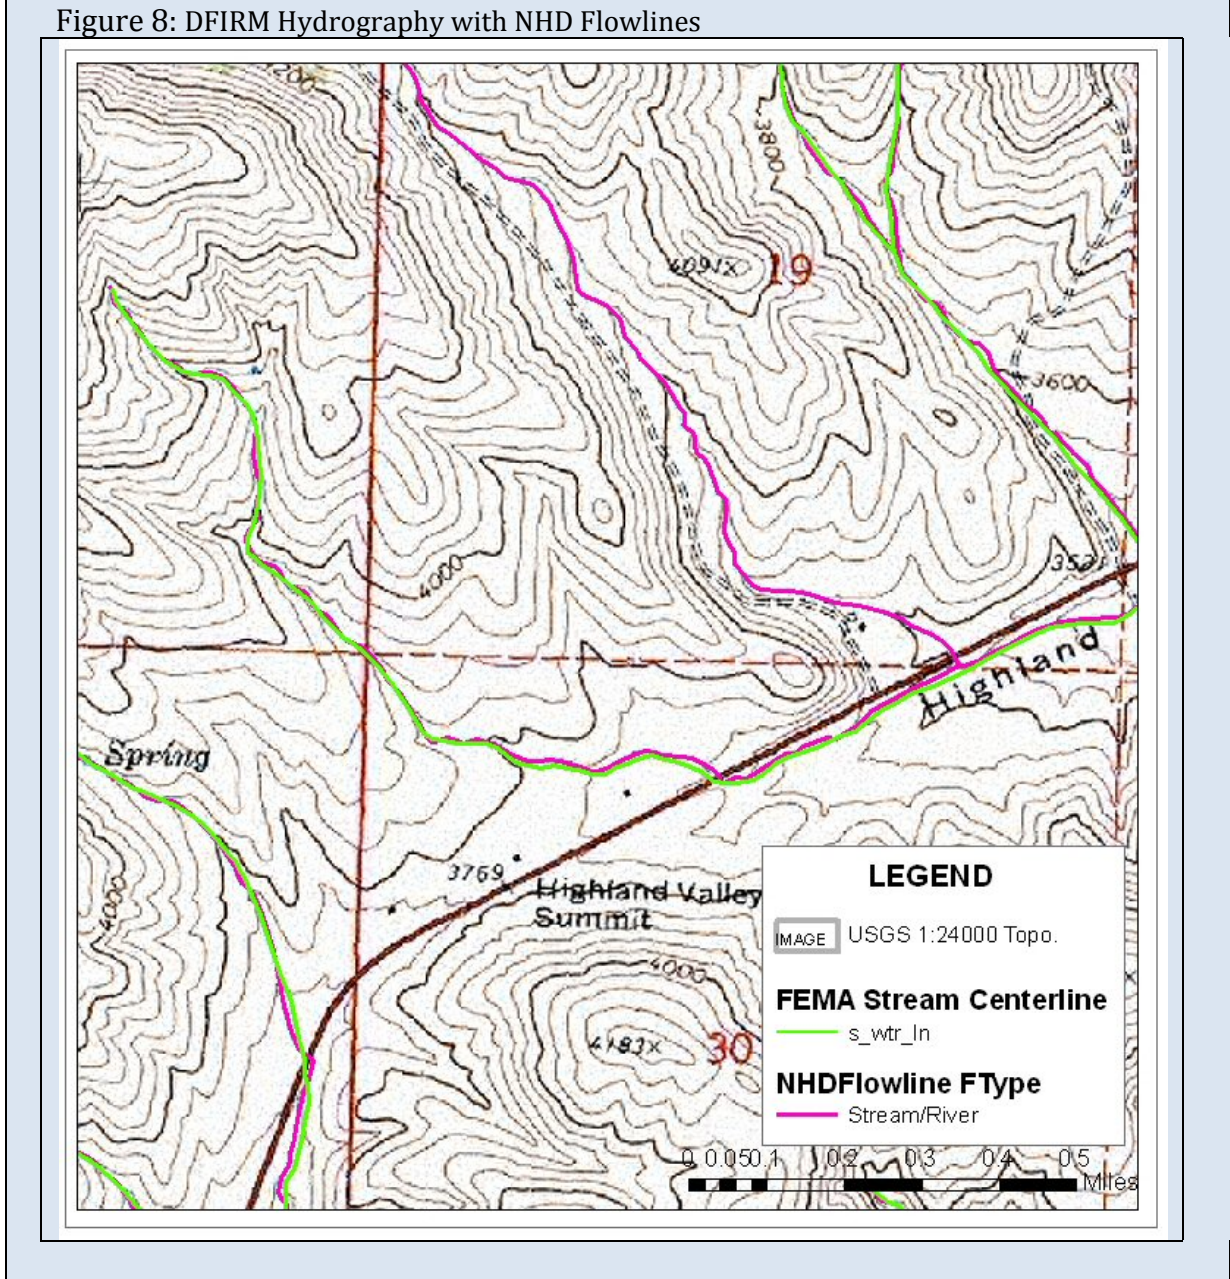 Figure 8: DFIRM Hydrography with NHD Flowlines
3800
4091x
19
3600
4000
Highland
Spring
3769
Highland Valley
Summit
4000
4000
4183x
30
LEGEND
IMAGE USGS 1:24000 Topo.
FEMA Stream Centerline
s_wtr_ln
NHDFlowline FType
Stream/River
0 0.050.1 0.2 0.3 0.4 0.5
Miles